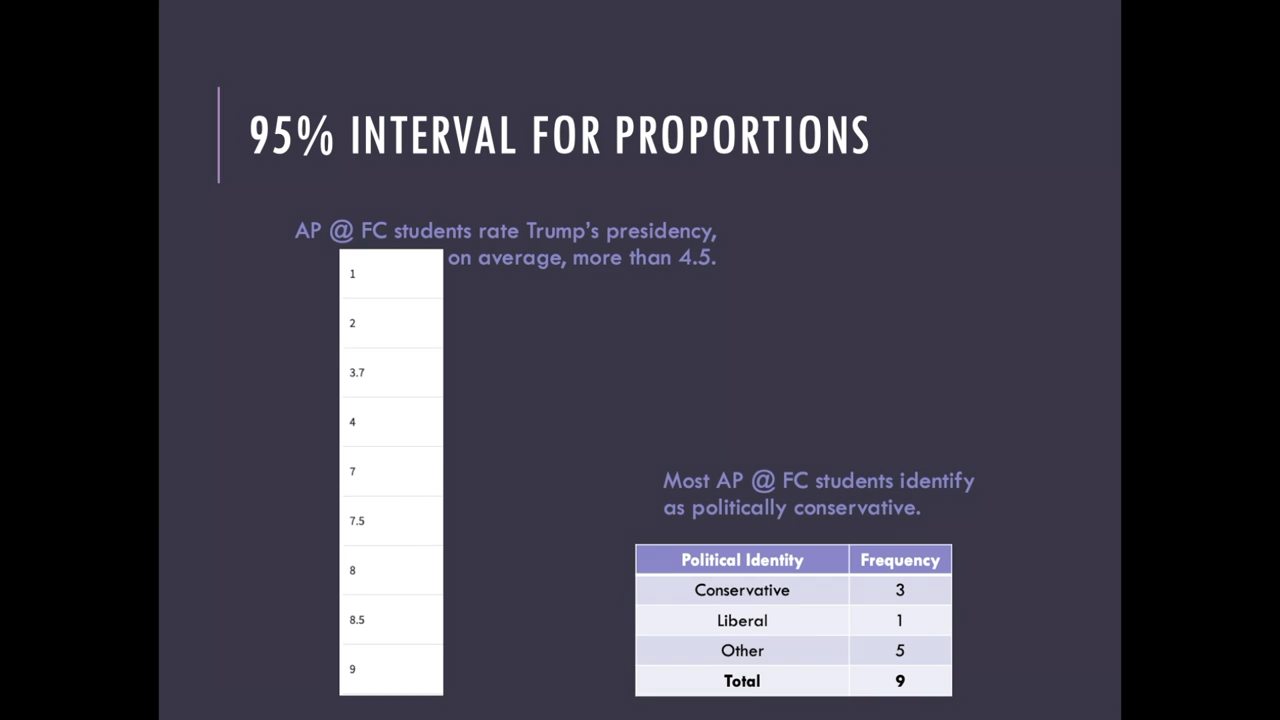 95% INTERVAL FOR PROPORTIONS
AP @ FC students rate Trump's presidency,
on average, more than 4.5.
1
2
3.7
4
7
7.5
8
8.5
9
Most AP @ FC students identify
as politically conservative.
Political Identity Frequency
Conservative 3
Liberal 1
Other 5
Total 9